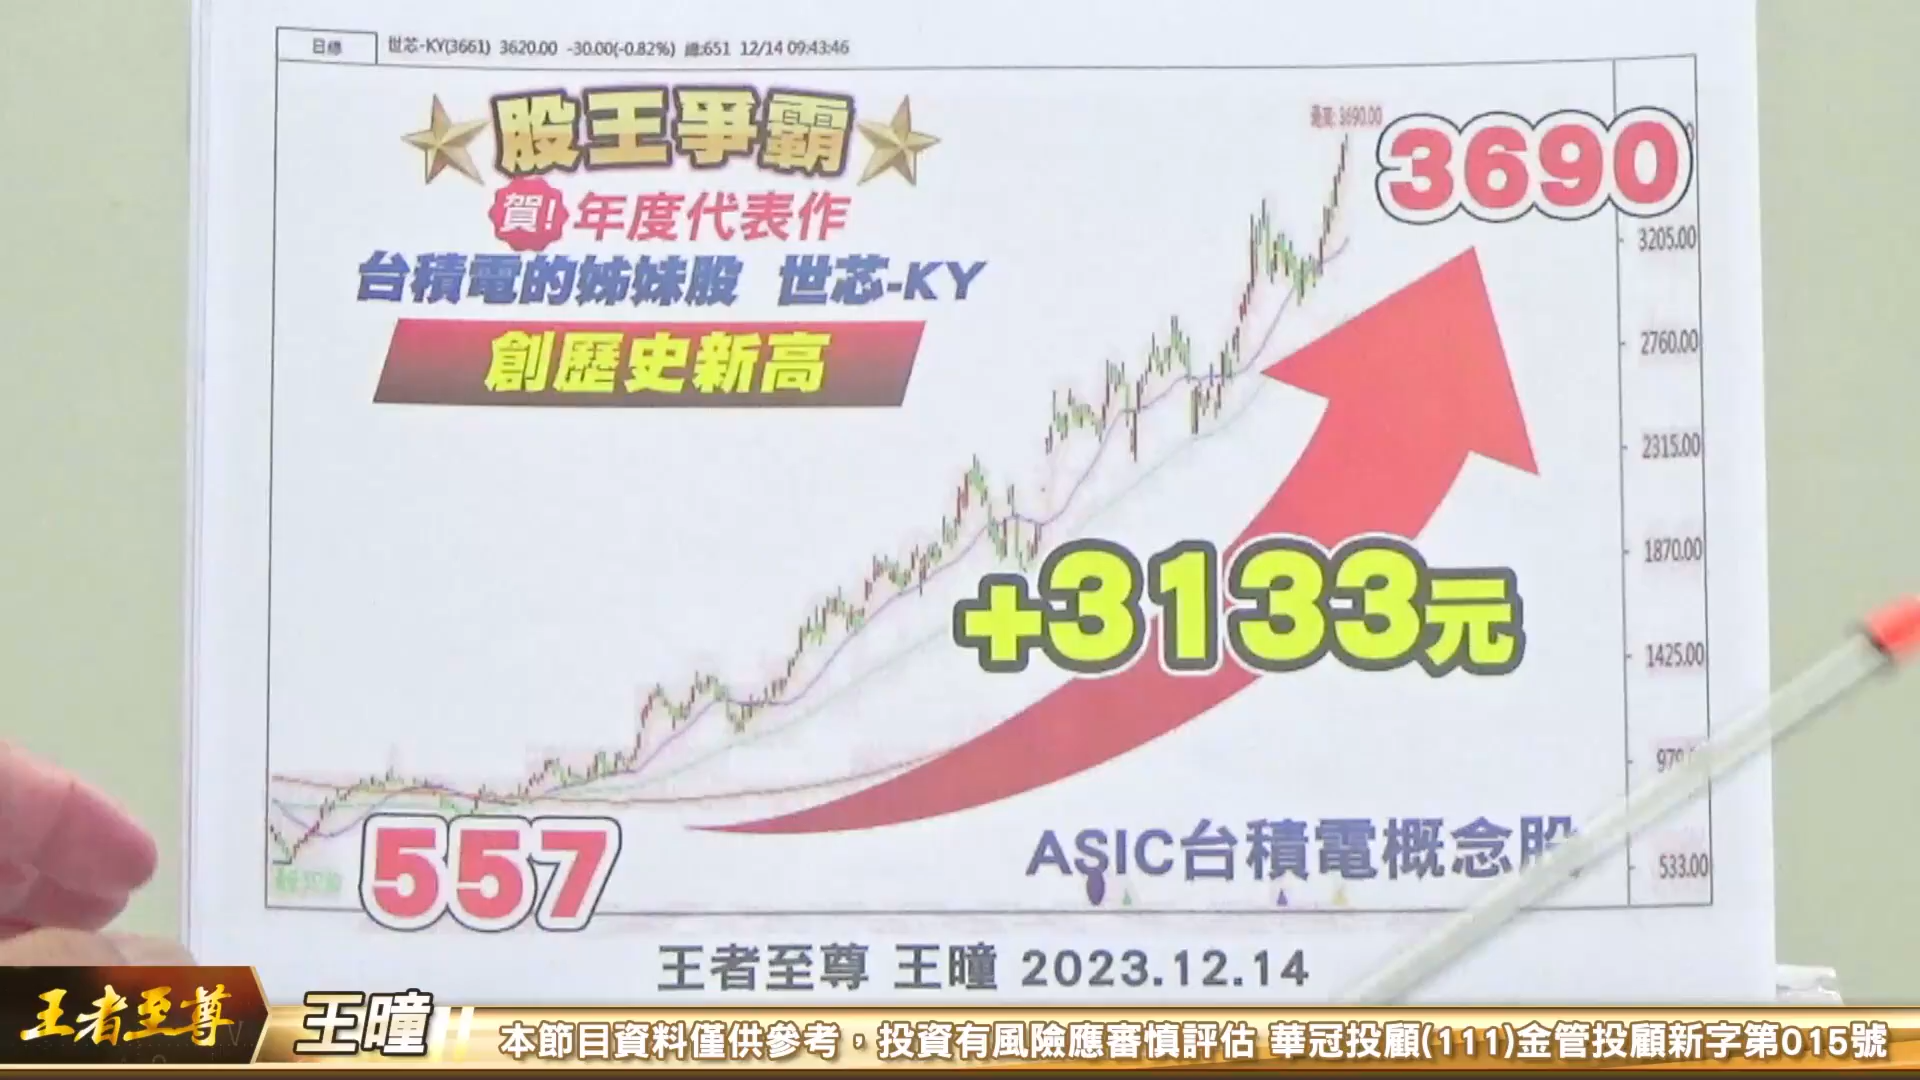 日線 世芯-KY(3661) 3620.00 -30.00(-0.82%) 總:651 12/14 09:43:46
股王爭霸
賀! 年度代表作
台積電的姊妹股 世芯-KY
創歷史新高
最高: 3690.00
3690
3205.00
2760.00
2315.00
1870.00
+3133元
1425.00
979
533.00
557
ASIC台積電概念股
王者至尊 王曈 2023.12.14
王者至尊
王曈
本節目資料僅供參考，投資有風險應審慎評估 華冠投顧(111)金管投顧新字第015號